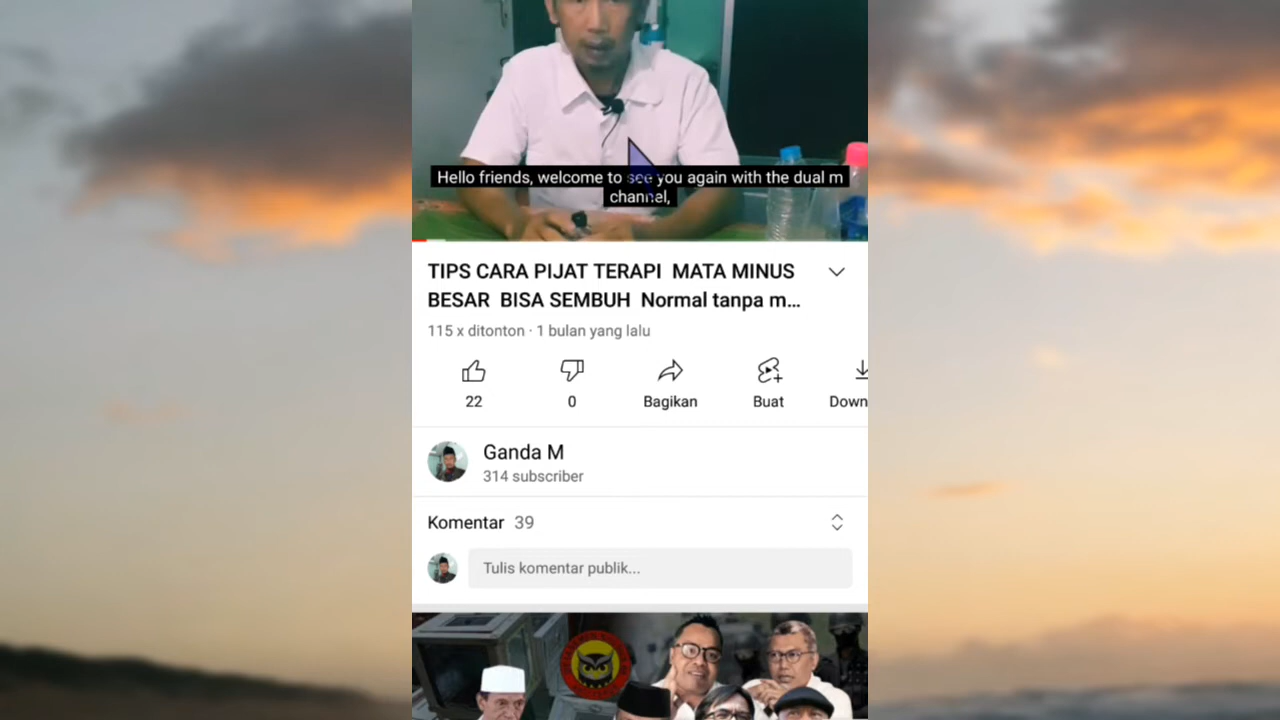 Hello friends, welcome to see you again with the dual m
channel,
TIPS CARA PIJAT TERAPI MATA MINUS
BESAR BISA SEMBUH Normal tanpa m...
115 x ditonton · 1 bulan yang lalu
22
0
Bagikan
Buat
Down
Ganda M
314 subscriber
Komentar 39
Tulis komentar publik...